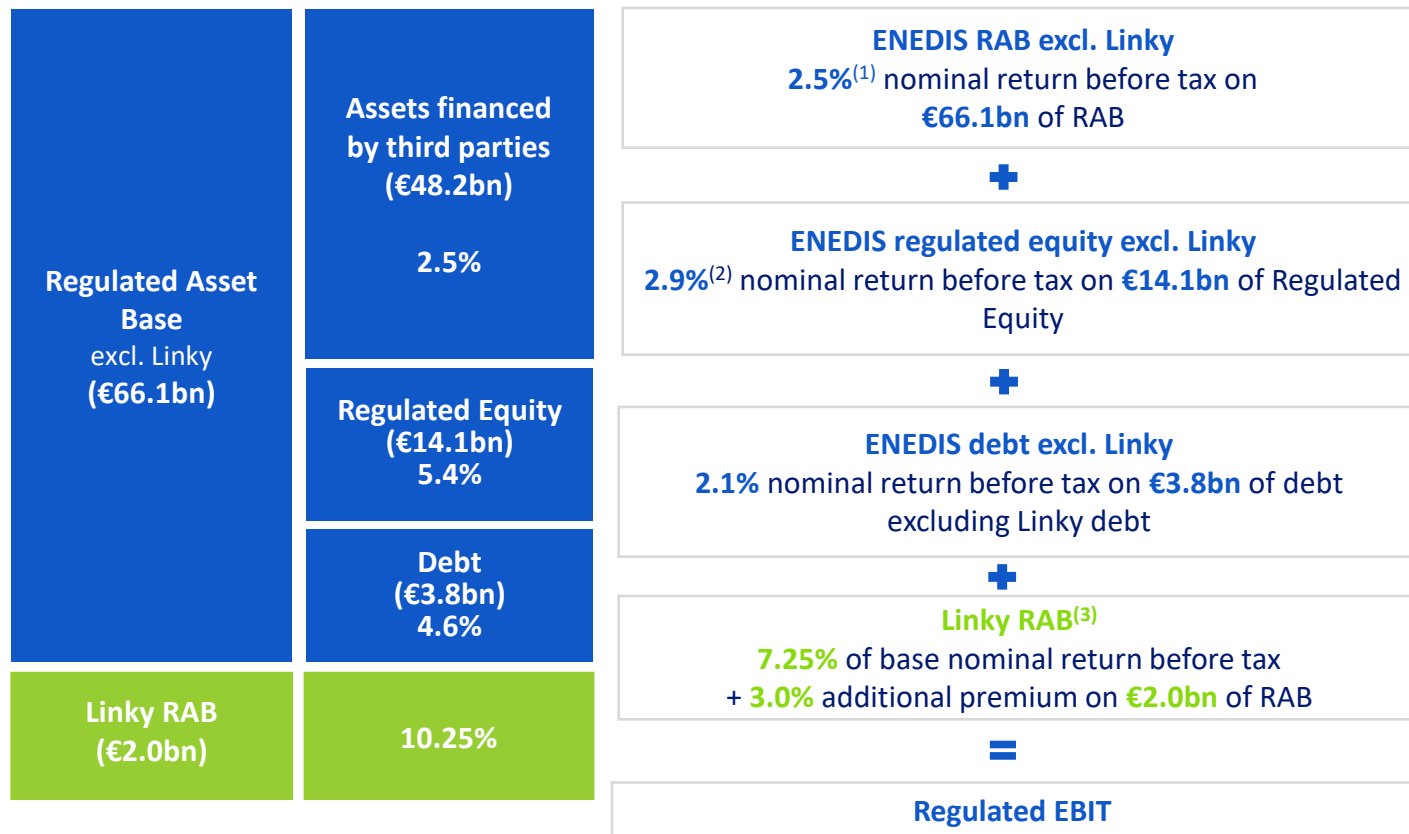 Regulated Asset
Base
excl. Linky
(€66.1bn)
Assets financed
by third parties
(€48.2bn)
2.5%
Regulated Equity
(€14.1bn)
5.4%
Debt
(€3.8bn)
4.6%
Linky RAB
(€2.0bn)
10.25%
ENEDIS RAB excl. Linky
2.5%(1) nominal return before tax on
€66.1bn of RAB
+
ENEDIS regulated equity excl. Linky
2.9%(2) nominal return before tax on €14.1bn of Regulated
Equity
+
ENEDIS debt excl. Linky
2.1% nominal return before tax on €3.8bn of debt
excluding Linky debt
+
Linky RAB(3)
7.25% of base nominal return before tax
+ 3.0% additional premium on €2.0bn of RAB
=
Regulated EBIT